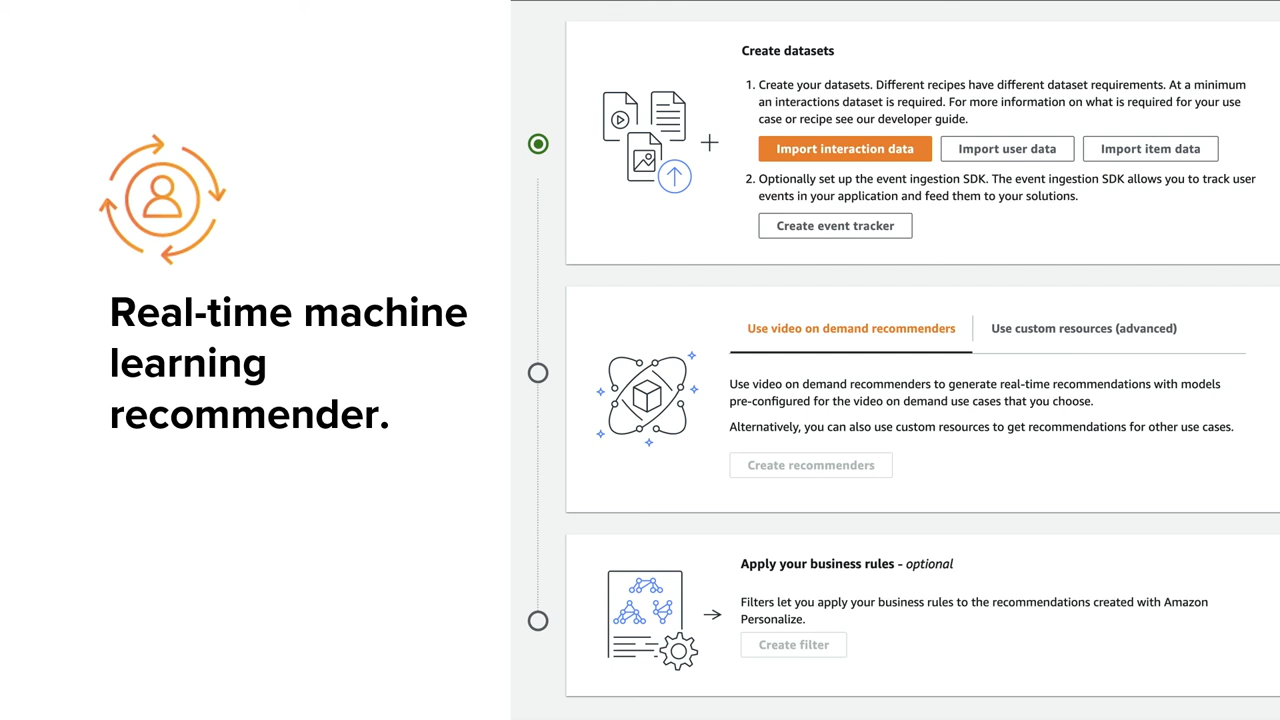 Real-time machine
learning
recommender.
Create datasets
1. Create your datasets. Different recipes have different dataset requirements. At a minimum
an interactions dataset is required. For more information on what is required for your use
case or recipe see our developer guide.
Import interaction data
Import user data
Import item data
2. Optionally set up the event ingestion SDK. The event ingestion SDK allows you to track user
events in your application and feed them to your solutions.
Create event tracker
Use video on demand recommenders
Use custom resources (advanced)
Use video on demand recommenders to generate real-time recommendations with models
pre-configured for the video on demand use cases that you choose.
Alternatively, you can also use custom resources to get recommendations for other use cases.
Create recommenders
Apply your business rules - optional
Filters let you apply your business rules to the recommendations created with Amazon
Personalize.
Create filter